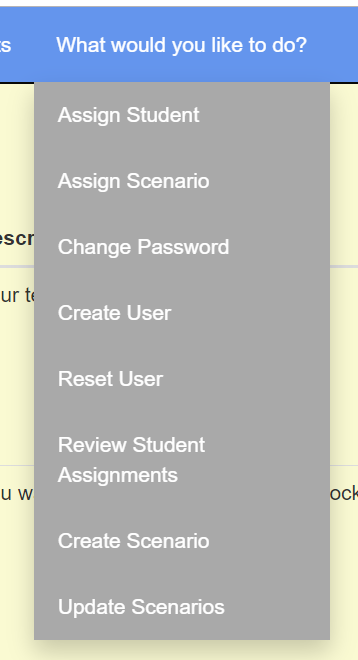 ts What would you like to do?
Assign Student
Assign Scenario
escr
Change Password
ur te
Create User
Reset User
Review Student
Assignments
u w ock
Create Scenario
Update Scenarios